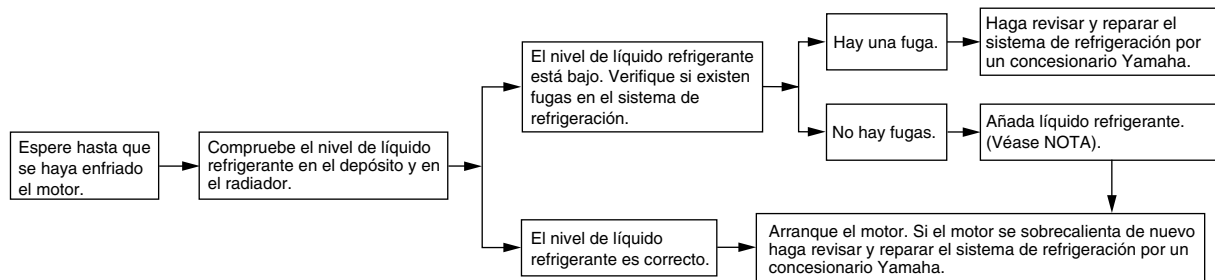 Espere hasta que
se haya enfriado
el motor.
Compruebe el nivel de líquido
refrigerante en el depósito y en
el radiador.
El nivel de líquido refrigerante
está bajo. Verifique si existen
fugas en el sistema de
refrigeración.
Hay una fuga.
Haga revisar y reparar el
sistema de refrigeración por
un concesionario Yamaha.
No hay fugas.
Añada líquido refrigerante.
(Véase NOTA).
El nivel de líquido
refrigerante es correcto.
Arranque el motor. Si el motor se sobrecalienta de nuevo
haga revisar y reparar el sistema de refrigeración por un
concesionario Yamaha.